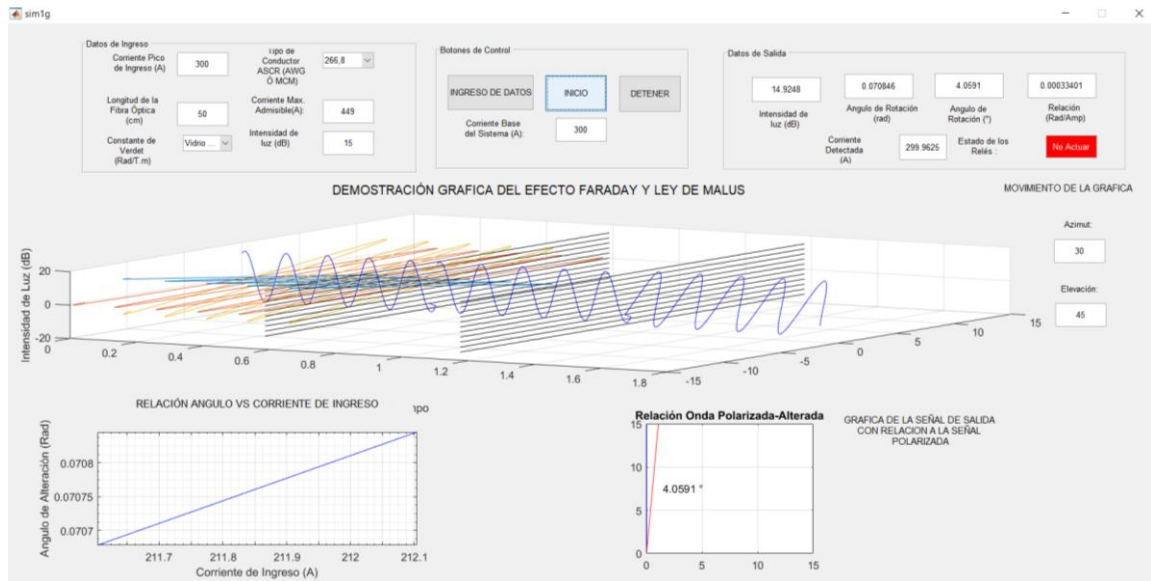 sim1g
Datos de Ingreso
Corriente Pico
de Ingreso (A)
300
Tipo de
Conductor
ASCR (AWG
Ó MCM)
266,8
Longitud de la
Fibra Óptica
(cm)
50
Corriente Max.
Admisible(A):
449
Constante de
Verdet
(Rad/T.m)
Vidrio ...
Intensidad de
luz (dB)
15
Botones de Control
INGRESO DE DATOS
INICIO
DETENER
Corriente Base
del Sistema (A):
300
Datos de Salida
14.9248
Intensidad de
luz (dB)
0.070846
Angulo de Rotación
(rad)
4.0591
Angulo de
Rotación (°)
0.00033401
Relación
(Rad/Amp)
Corriente
Detectada
(A)
299.9625
Estado de los
Relés :
No Actuar
DEMOSTRACIÓN GRAFICA DEL EFECTO FARADAY Y LEY DE MALUS
MOVIMIENTO DE LA GRAFICA
Azimut:
30
Elevación:
45
Intensidad de Luz (dB)
20
0
-20
0 0.2 0.4 0.6 0.8 1 1.2 1.4 1.6 1.8
-15 -10 -5 0 5 10 15
RELACIÓN ANGULO VS CORRIENTE DE INGRESO
Angulo de Alteración (Rad)
0.0708
0.07075
0.0707
211.7 211.8 211.9 212 212.1
Corriente de Ingreso (A)
Relación Onda Polarizada-Alterada
15
10
5
0
4.0591 °
0 5 10 15
GRAFICA DE LA SEÑAL DE SALIDA
CON RELACION A LA SEÑAL
POLARIZADA